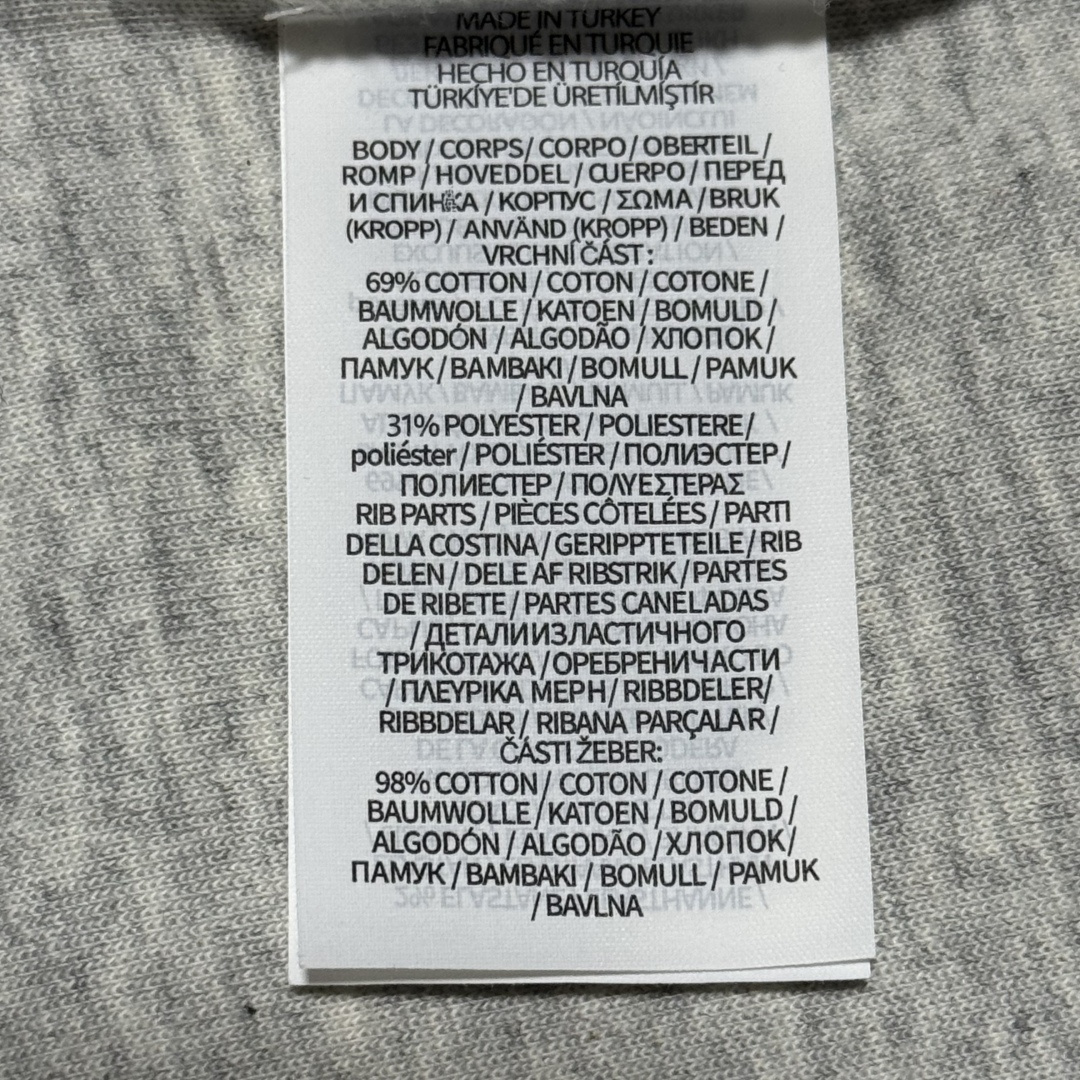 MADE IN TURKEY
FABRIQUÉ EN TURQUIE
HECHO EN TURQUÍA
TÜRKİYE'DE ÜRETİLMİŞTİR
BODY / CORPS/ CORPO / OBERTEIL /
ROMP / HOVEDDEL / CUERPO / ПЕРЕД
И СПИНКА / КОРПУС / ΣΩΜΑ / BRUK
(KROPP) / ANVÄND (KROPP) / BEDEN /
VRCHNÍ ČÁST :
69% COTTON / COTON / COTONE /
BAUMWOLLE / KATOEN / BOMULD /
ALGODÓN / ALGODÃO / ХЛОПОК /
ПАМУК / BAMBAKI / BOMULL / PAMUK
/ BAVLNA
31% POLYESTER / POLIESTERE /
poliéster / POLIÉSTER / ПОЛИЭСТЕР /
ПОЛИЕСТЕР / ΠΟΛΥΕΣΤΕΡΑΣ
RIB PARTS / PIÈCES CÔTELÉES / PARTI
DELLA COSTINA / GERIPPTETEILE / RIB
DELEN / DELE AF RIBSTRIK / PARTES
DE RIBETE / PARTES CANELADAS
/ ДЕТАЛИИЗЛАСТИЧНОГО
ТРИКОТАЖА / ОРЕБРЕНИЧАСТИ
/ ΠΛΕΥΡΙΚΑ ΜΕΡΗ / RIBBDELER/
RIBBDELAR / RIBANA PARÇALAR /
ČÁSTI ŽEBER:
98% COTTON / COTON / COTONE /
BAUMWOLLE / KATOEN / BOMULD /
ALGODÓN / ALGODÃO / ХЛОПОК/
ПАМУК / BAMBAKI / BOMULL / PAMUK
/ BAVLNA